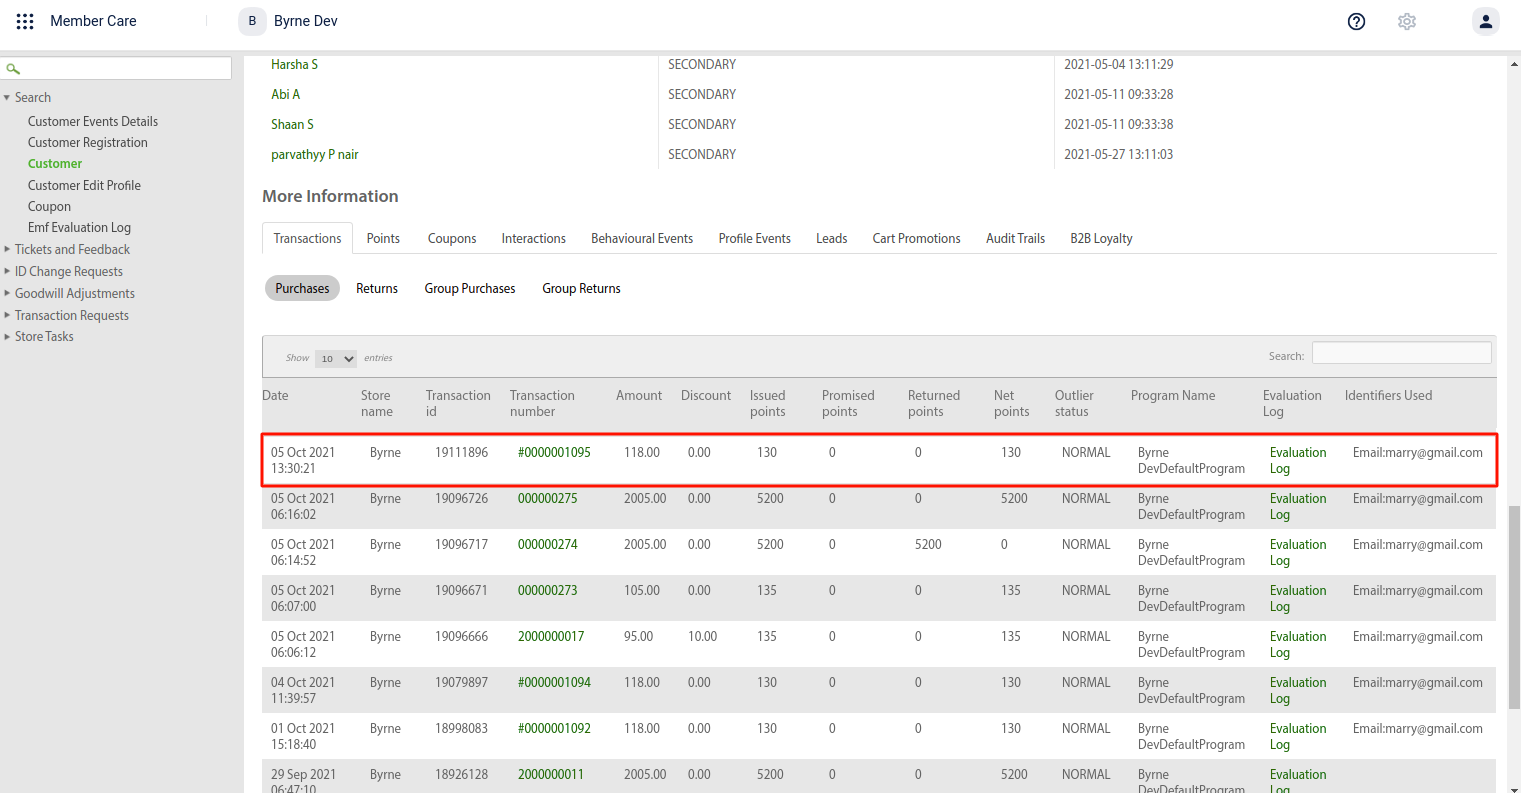 Member Care B Byrne Dev
Search
Customer Events Details
Customer Registration
Customer
Customer Edit Profile
Coupon
Emf Evaluation Log
Tickets and Feedback
ID Change Requests
Goodwill Adjustments
Transaction Requests
Store Tasks
Harsha S SECONDARY 2021-05-04 13:11:29
Abi A SECONDARY 2021-05-11 09:33:28
Shaan S SECONDARY 2021-05-11 09:33:38
parvathyy P nair SECONDARY 2021-05-27 13:11:03
More Information
Transactions Points Coupons Interactions Behavioural Events Profile Events Leads Cart Promotions Audit Trails B2B Loyalty
Purchases Returns Group Purchases Group Returns
Show 10 entries Search:
Date Store Transaction Transaction Amount Discount Issued Promised Returned Net Outlier Program Name Evaluation Identifiers Used
name id number points points points points status Log
05 Oct 2021 Byrne 19111896 #0000001095 118.00 0.00 130 0 0 130 NORMAL Byrne Evaluation Email:marry@gmail.com
13:30:21 DevDefaultProgram Log
05 Oct 2021 Byrne 19096726 000000275 2005.00 0.00 5200 0 0 5200 NORMAL Byrne Evaluation Email:marry@gmail.com
06:16:02 DevDefaultProgram Log
05 Oct 2021 Byrne 19096717 000000274 2005.00 0.00 5200 0 5200 0 NORMAL Byrne Evaluation Email:marry@gmail.com
06:14:52 DevDefaultProgram Log
05 Oct 2021 Byrne 19096671 000000273 105.00 0.00 135 0 0 135 NORMAL Byrne Evaluation Email:marry@gmail.com
06:07:00 DevDefaultProgram Log
05 Oct 2021 Byrne 19096666 2000000017 95.00 10.00 135 0 0 135 NORMAL Byrne Evaluation Email:marry@gmail.com
06:06:12 DevDefaultProgram Log
04 Oct 2021 Byrne 19079897 #0000001094 118.00 0.00 130 0 0 130 NORMAL Byrne Evaluation Email:marry@gmail.com
11:39:57 DevDefaultProgram Log
01 Oct 2021 Byrne 18998083 #0000001092 118.00 0.00 130 0 0 130 NORMAL Byrne Evaluation Email:marry@gmail.com
15:18:40 DevDefaultProgram Log
29 Sep 2021 Byrne 18926128 2000000011 2005.00 0.00 5200 0 0 5200 NORMAL Byrne Evaluation
06:47:10 DevDefaultProgram Log